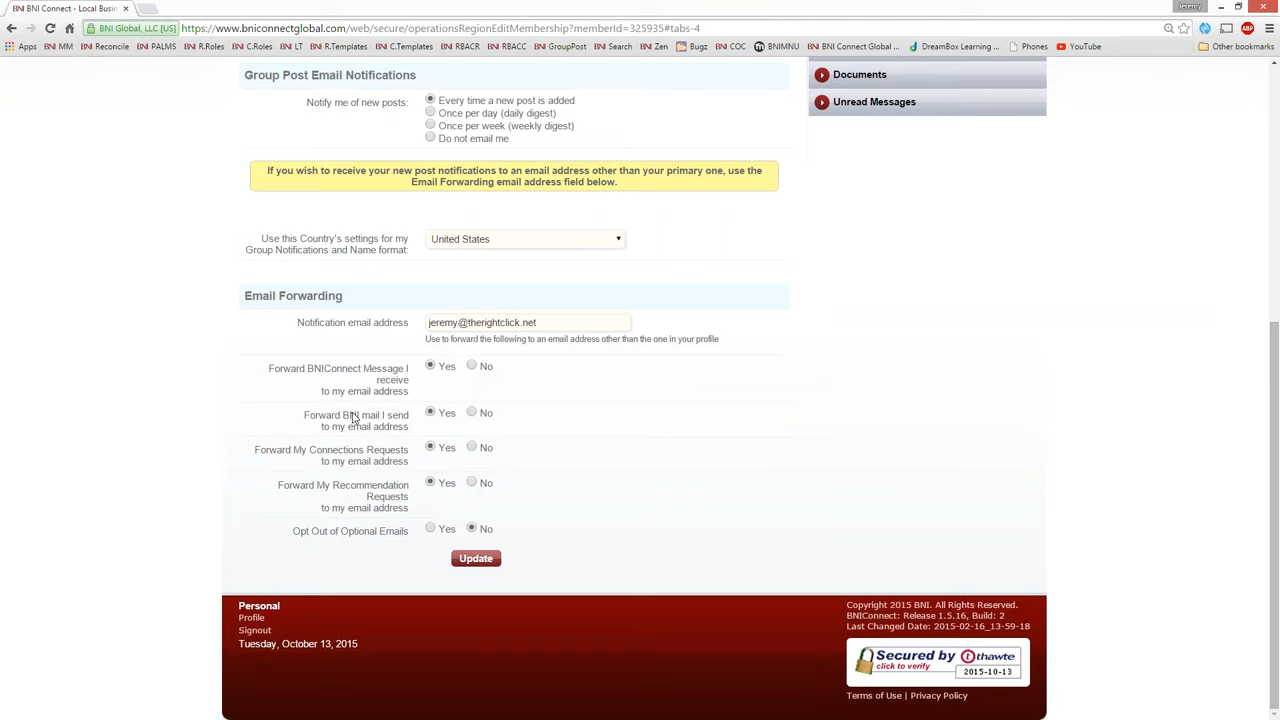 BNI BNI Connect - Local Busin
Jeremy
BNI Global, LLC [US] https://www.bniconnectglobal.com/web/secure/operationsRegionEditMembership?memberId=325935#tabs-4
Apps BNI MM BNI Reconcile BNI PALMS BNI R.Roles BNI C.Roles BNI LT BNI R.Templates BNI C.Templates BNI RBACR BNI RBACC BNI GroupPost BNI Search BNI Zen BNI Bugz BNI COC BNIMNU BNI BNI Connect Global ... DreamBox Learning ... Phones YouTube Other bookmarks
Group Post Email Notifications
Documents
Unread Messages
Notify me of new posts: Every time a new post is added
Once per day (daily digest)
Once per week (weekly digest)
Do not email me
If you wish to receive your new post notifications to an email address other than your primary one, use the
Email Forwarding email address field below.
Use this Country's settings for my
Group Notifications and Name format: United States
Email Forwarding
Notification email address jeremy@therightclick.net
Use to forward the following to an email address other than the one in your profile
Forward BNIConnect Message I
receive
to my email address Yes No
Forward BNI mail I send
to my email address Yes No
Forward My Connections Requests
to my email address Yes No
Forward My Recommendation
Requests
to my email address Yes No
Opt Out of Optional Emails Yes No
Update
Personal
Profile
Signout
Tuesday, October 13, 2015
Copyright 2015 BNI. All Rights Reserved.
BNIConnect: Release 1.5.16, Build: 2
Last Changed Date: 2015-02-16_13-59-18
Secured by thawte
click to verify
2015-10-13
Terms of Use | Privacy Policy